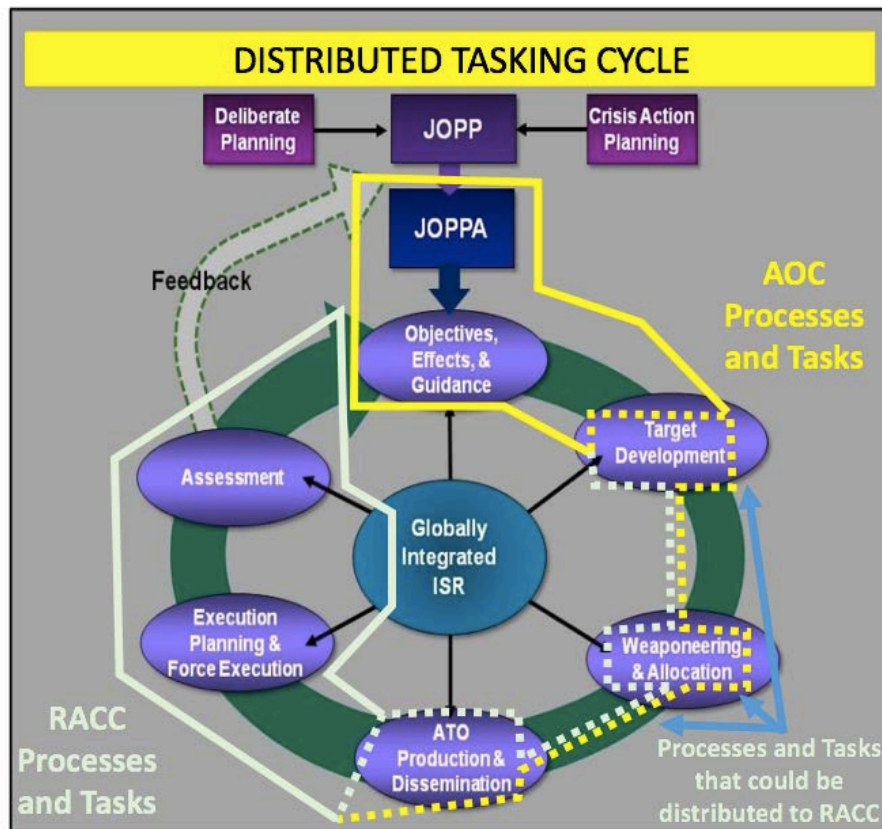 DISTRIBUTED TASKING CYCLE
Deliberate
Planning
JOPP
Crisis Action
Planning
JOPPA
Feedback
AOC
Processes
and Tasks
Objectives,
Effects, &
Guidance
Target
Development
Assessment
Globally
Integrated
ISR
Execution
Planning &
Force Execution
Weaponeering
& Allocation
RACC
Processes
and Tasks
ATO
Production &
Dissemination
Processes and Tasks
that could be
distributed to RACC